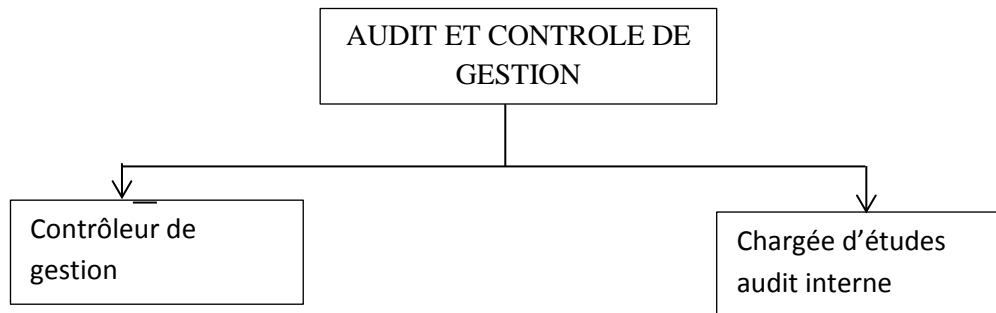 AUDIT ET CONTROLE DE
GESTION
Contrôleur de
gestion
Chargée d’études
audit interne